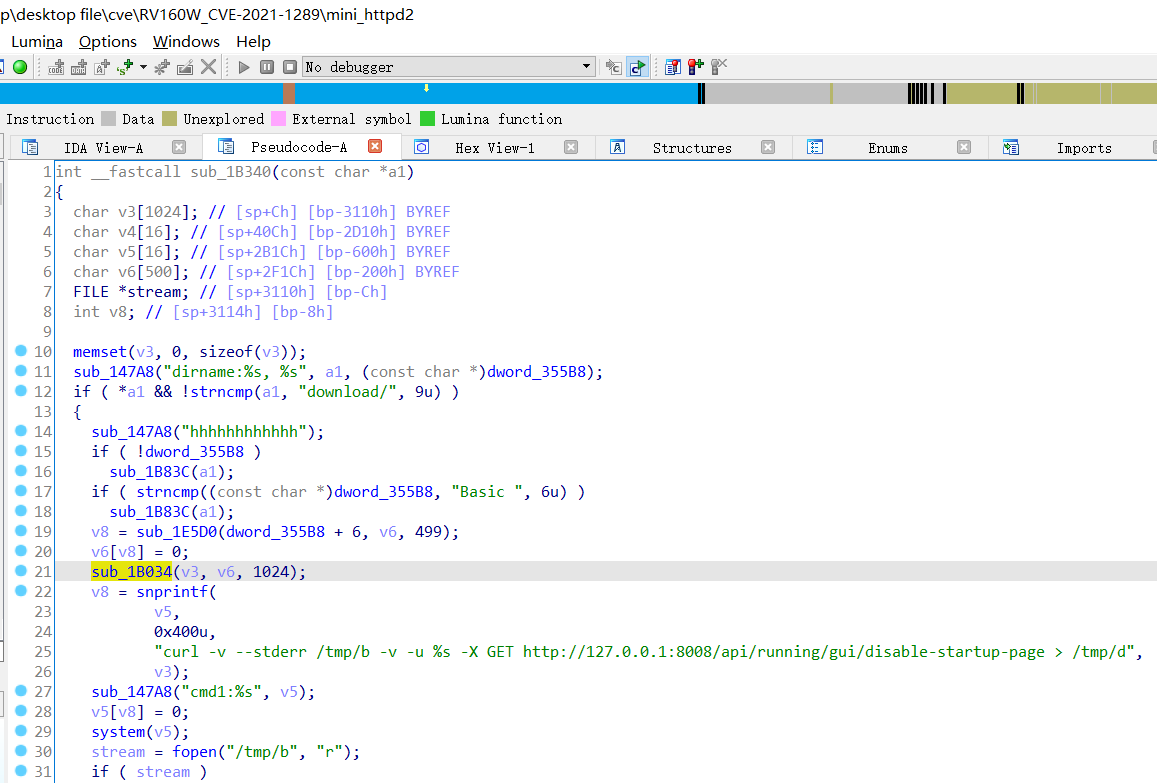 p\desktop file\cve\RV160W_CVE-2021-1289\mini_httpd2
Lumina Options Windows Help
No debugger
Instruction Data Unexplored External symbol Lumina function
IDA View-A Pseudocode-A Hex View-1 Structures Enums Imports
1 int __fastcall sub_1B340(const char *a1)
2 {
3 char v3[1024]; // [sp+Ch] [bp-3110h] BYREF
4 char v4[16]; // [sp+40Ch] [bp-2D10h] BYREF
5 char v5[16]; // [sp+2B1Ch] [bp-600h] BYREF
6 char v6[500]; // [sp+2F1Ch] [bp-200h] BYREF
7 FILE *stream; // [sp+3110h] [bp-Ch]
8 int v8; // [sp+3114h] [bp-8h]
9
10 memset(v3, 0, sizeof(v3));
11 sub_147A8("dirname:%s, %s", a1, (const char *)dword_355B8);
12 if ( *a1 && !strncmp(a1, "download/", 9u) )
13 {
14 sub_147A8("hhhhhhhhhhhh");
15 if ( !dword_355B8 )
16 sub_1B83C(a1);
17 if ( strncmp((const char *)dword_355B8, "Basic ", 6u) )
18 sub_1B83C(a1);
19 v8 = sub_1E5D0(dword_355B8 + 6, v6, 499);
20 v6[v8] = 0;
21 sub_1B034(v3, v6, 1024);
22 v8 = snprintf(
23 v5,
24 0x400u,
25 "curl -v --stderr /tmp/b -v -u %s -X GET http://127.0.0.1:8008/api/running/gui/disable-startup-page > /tmp/d",
26 v3);
27 sub_147A8("cmd1:%s", v5);
28 v5[v8] = 0;
29 system(v5);
30 stream = fopen("/tmp/b", "r");
31 if ( stream )